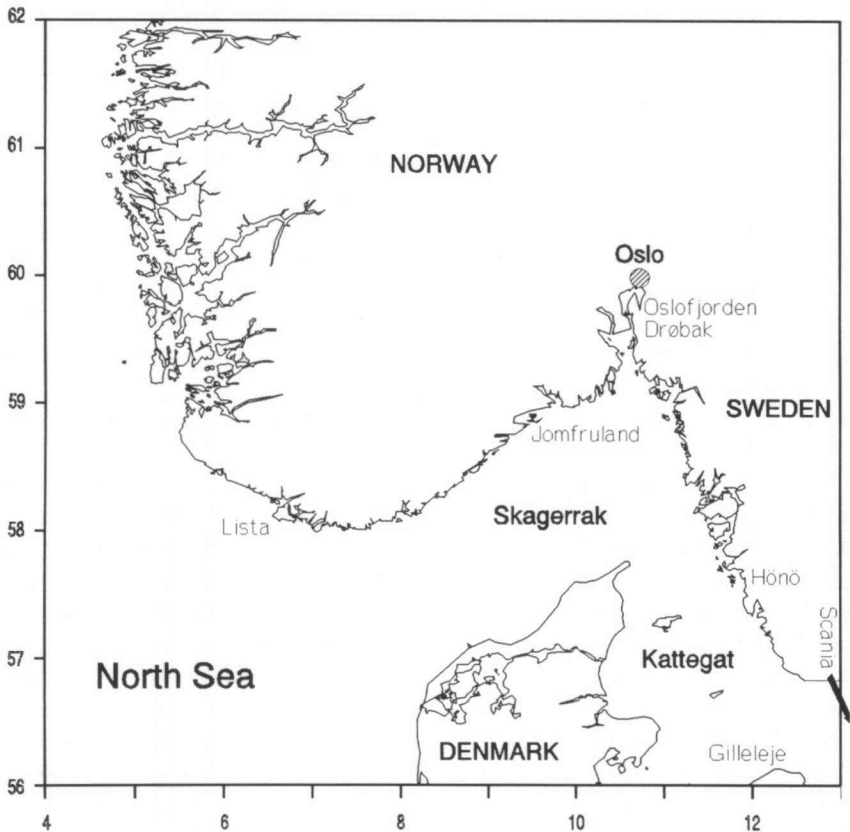 62
61
NORWAY
Oslo
60
Oslofjorden
Drøbak
59
SWEDEN
Jomfruland
Skagerrak
58
Lista
Hönö
Scania
57
North Sea
Kattegat
DENMARK
Gilleleje
56
4
6
8
10
12